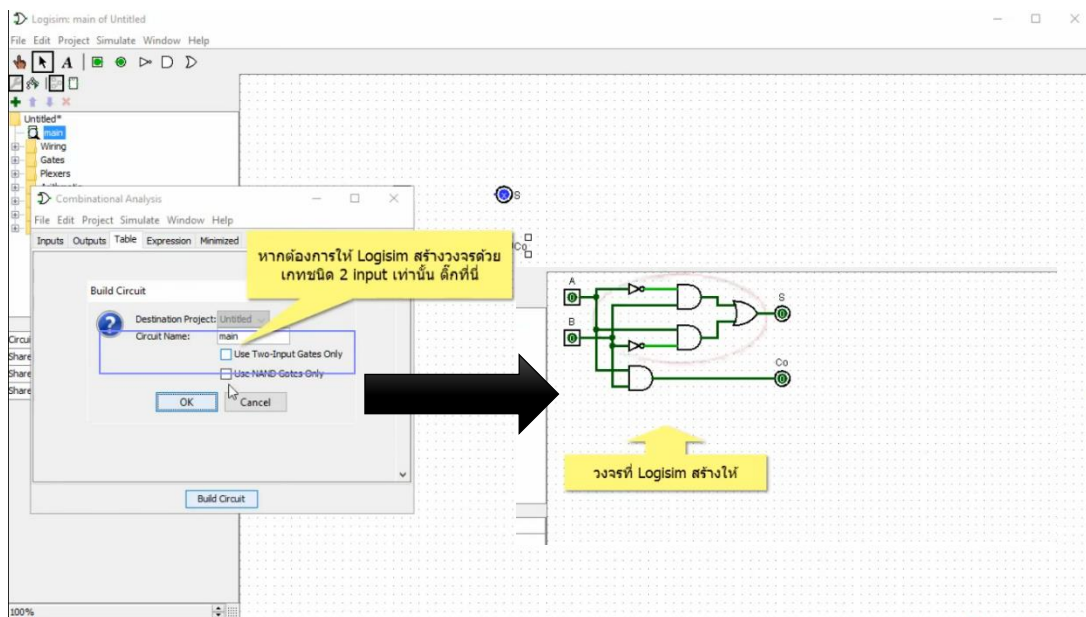 Logisim: main of Untitled
File Edit Project Simulate Window Help
A
Untitled*
main
Wiring
Gates
Plexers
Combinational Analysis
File Edit Project Simulate Window Help
Inputs Outputs Table Expression Minimized
หากต้องการให้ Logisim สร้างวงจรด้วย
เกทชนิด 2 input เท่านั้น ติ๊กที่นี่
Build Circuit
Destination Project: Untitled
Circuit Name: main
Use Two-Input Gates Only
Use NAND Gates Only
OK Cancel
Build Circuit
Circui
Share
Share
Share
100%
S
Co
A
B
S
Co
วงจรที่ Logisim สร้างให้